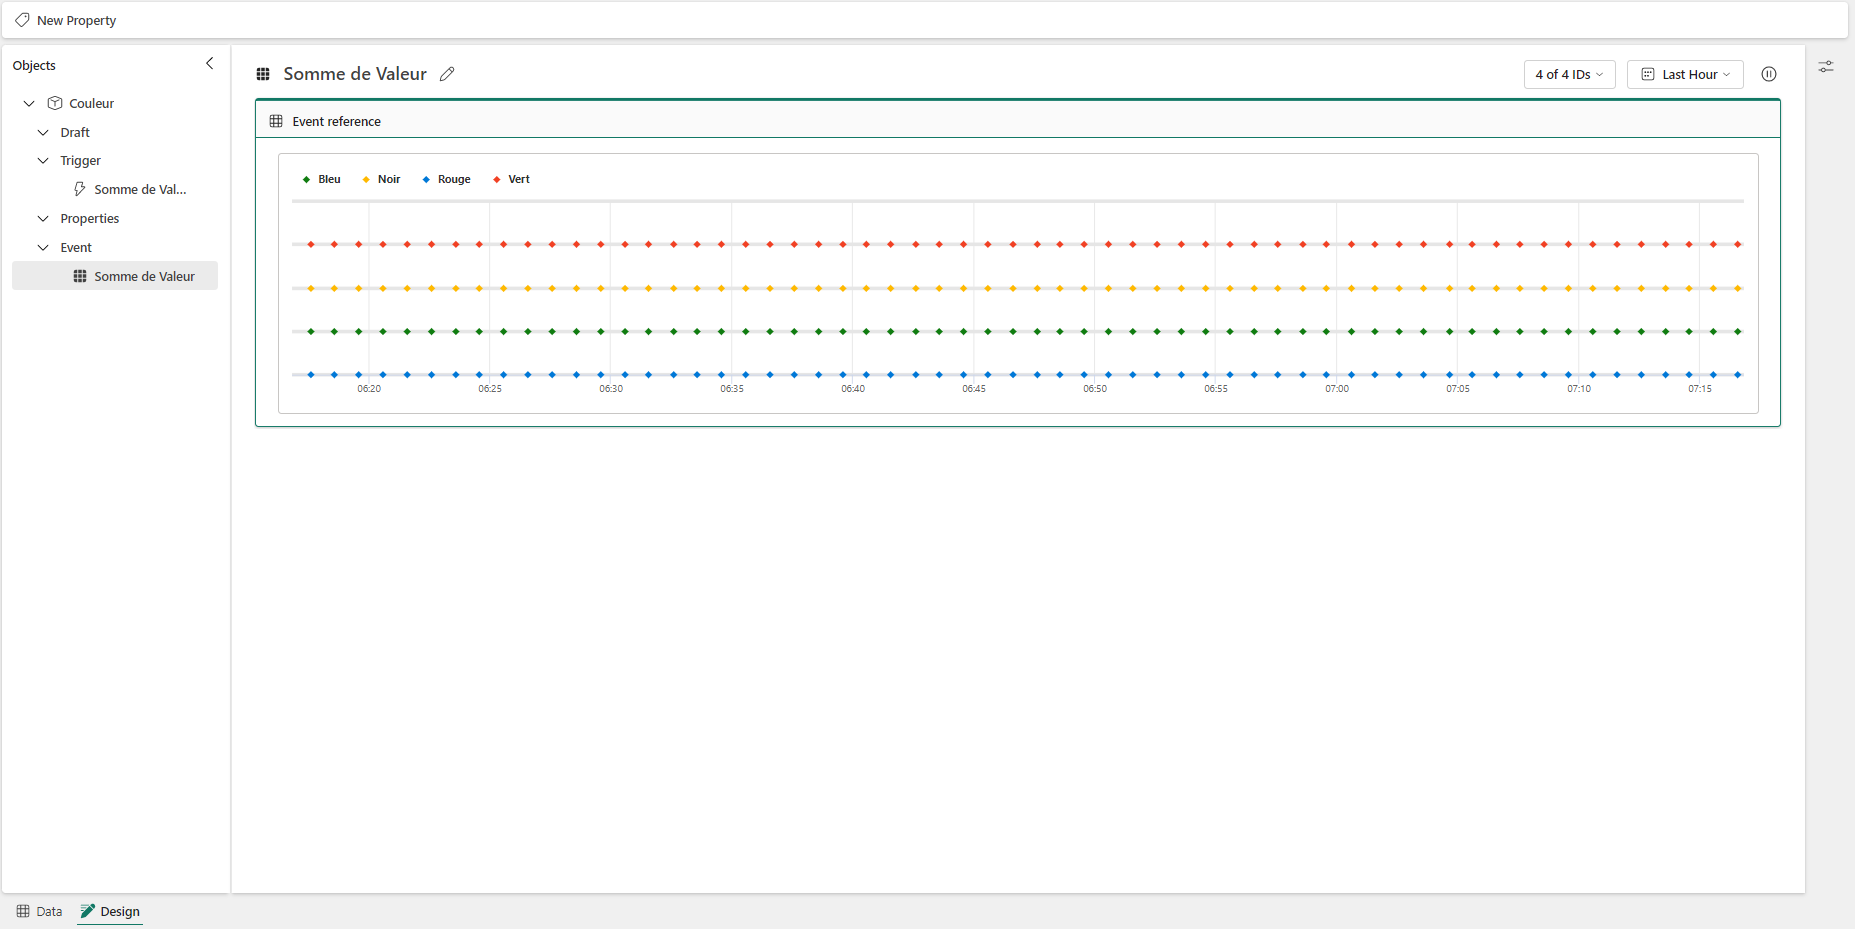 New Property
Objects
Couleur
Draft
Trigger
Somme de Val...
Properties
Event
Somme de Valeur
Somme de Valeur
4 of 4 IDs
Last Hour
Event reference
Bleu Noir Rouge Vert
06:20 06:25 06:30 06:35 06:40 06:45 06:50 06:55 07:00 07:05 07:10 07:15
Data Design